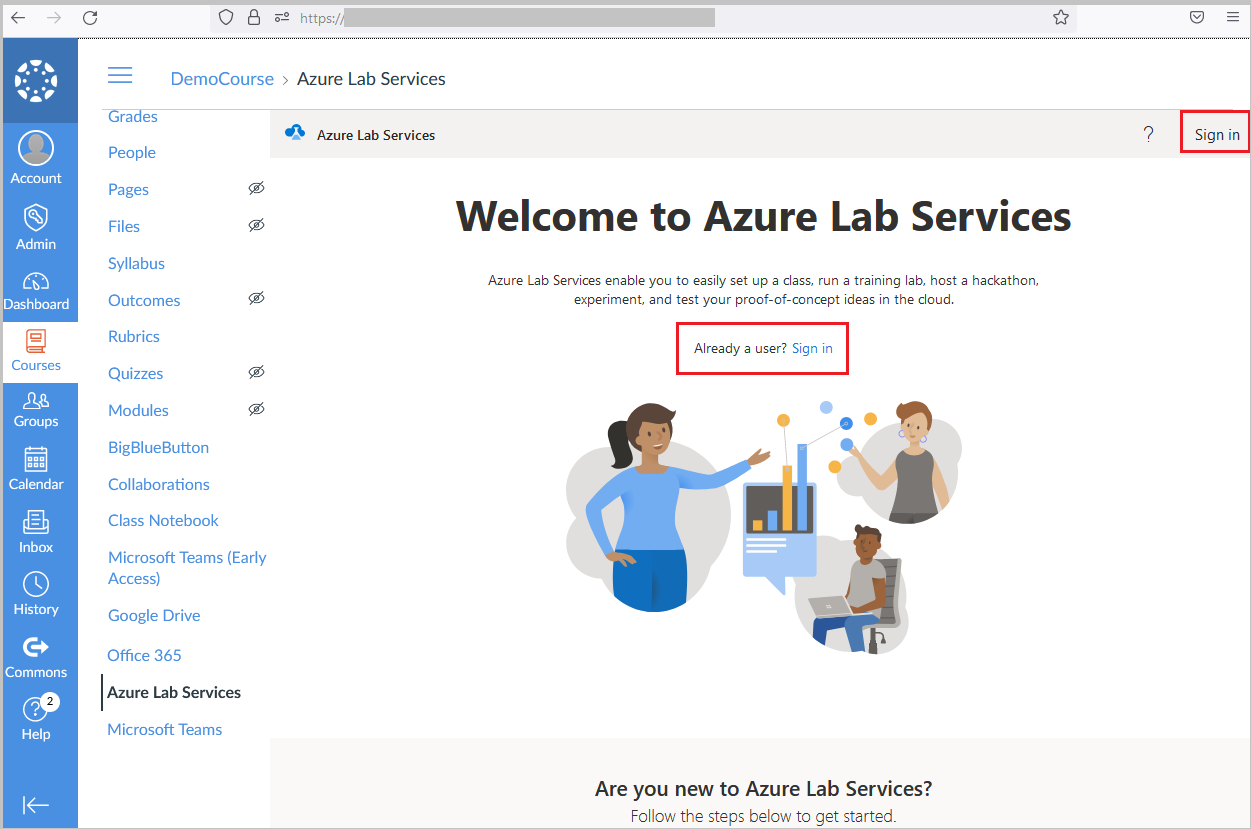 https://
DemoCourse > Azure Lab Services
Account
Admin
Dashboard
Courses
Groups
Calendar
Inbox
History
Commons
2
Help
Grades
People
Pages
Files
Syllabus
Outcomes
Rubrics
Quizzes
Modules
BigBlueButton
Collaborations
Class Notebook
Microsoft Teams (Early
Access)
Google Drive
Office 365
Azure Lab Services
Microsoft Teams
Azure Lab Services
? Sign in
Welcome to Azure Lab Services
Azure Lab Services enable you to easily set up a class, run a training lab, host a hackathon,
experiment, and test your proof-of-concept ideas in the cloud.
Already a user? Sign in
Are you new to Azure Lab Services?
Follow the steps below to get started.